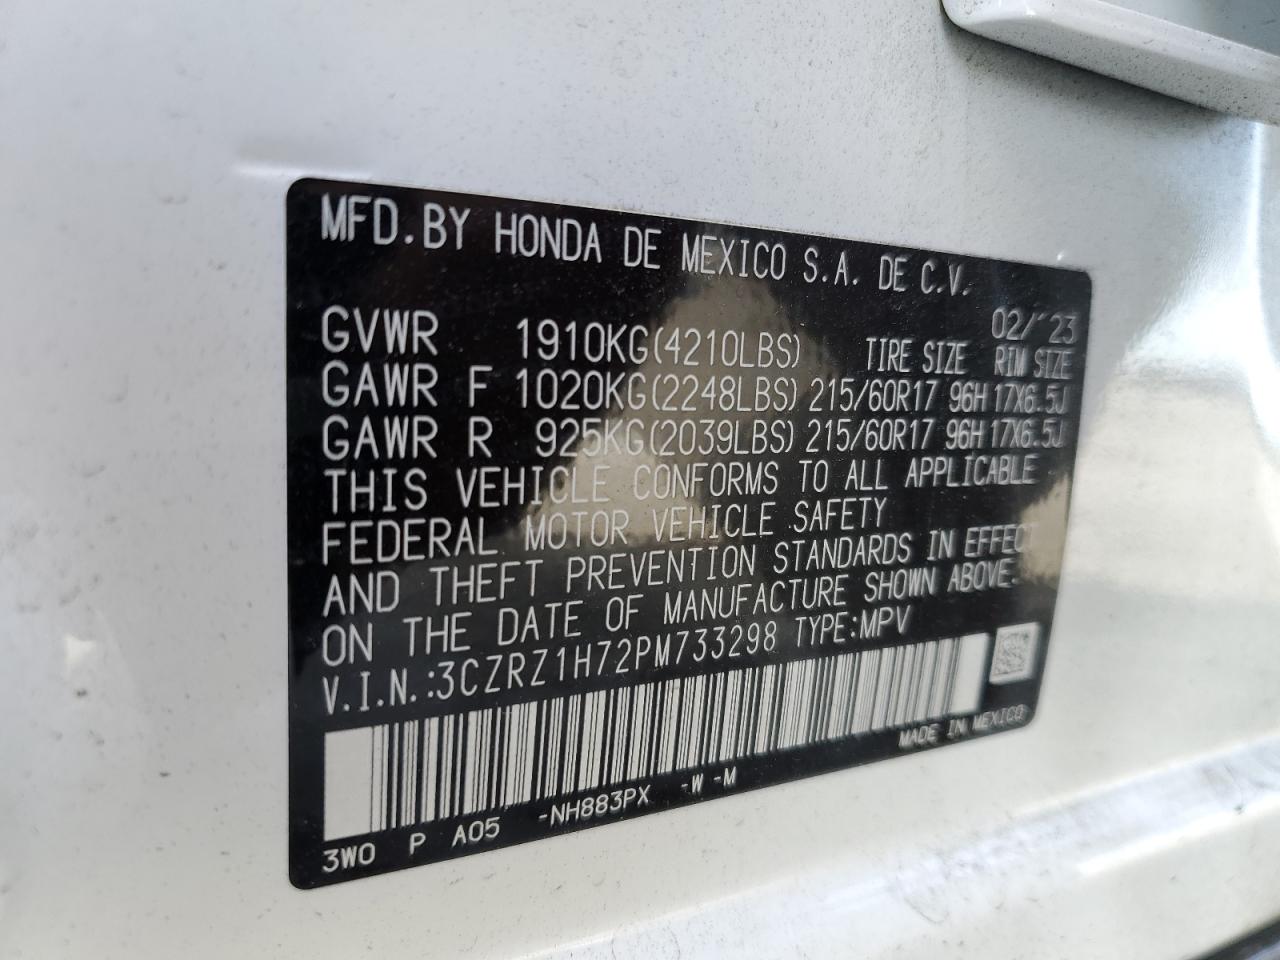 MFD.BY HONDA DE MEXICO S.A. DE C.V.
02/'23
GVWR 1910KG(4210LBS) TIRE SIZE RIM SIZE
GAWR F 1020KG(2248LBS) 215/60R17 96H 17X6.5J
GAWR R 925KG(2039LBS) 215/60R17 96H 17X6.5J
THIS VEHICLE CONFORMS TO ALL APPLICABLE
FEDERAL MOTOR VEHICLE SAFETY
AND THEFT PREVENTION STANDARDS IN EFFECT
ON THE DATE OF MANUFACTURE SHOWN ABOVE.
V.I.N.:3CZRZ1H72PM733298 TYPE:MPV
MADE IN MEXICO
3W0 P A05 -NH883PX -W -M